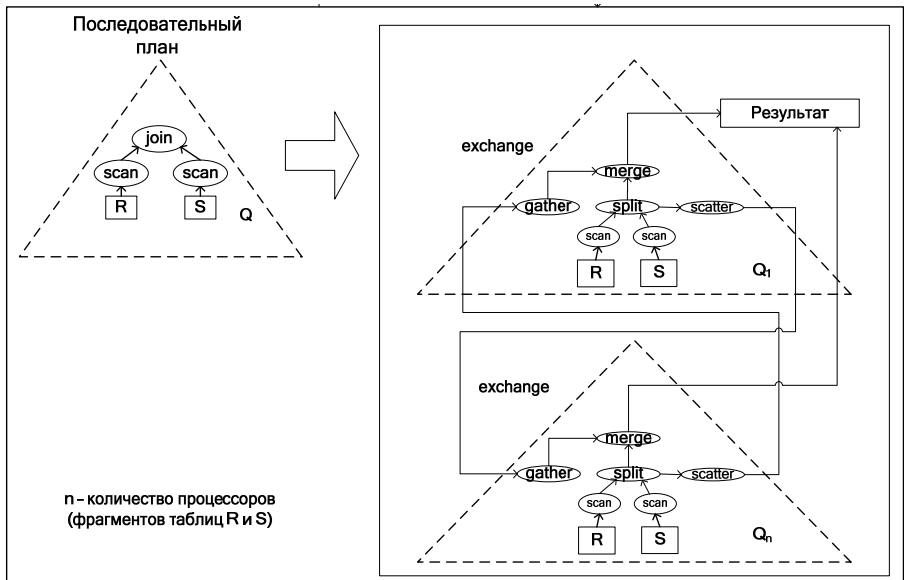 Последовательный
план
join
scan
scan
R
S
Q
n – количество процессоров
(фрагментов таблиц R и S)
Результат
exchange
merge
gather
split
scatter
scan
scan
R
S
Q1
exchange
merge
gather
split
scatter
scan
scan
R
S
Qn